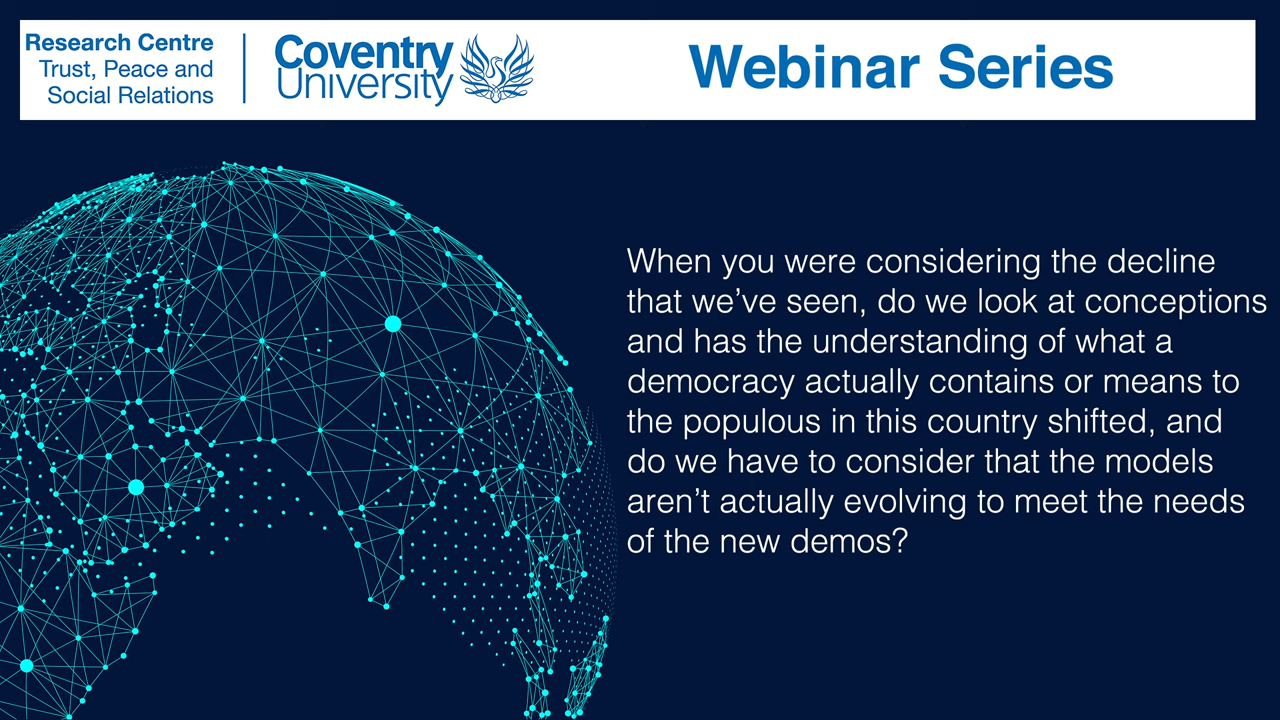 Research Centre
Trust, Peace and
Social Relations
Coventry
University
Webinar Series
When you were considering the decline
that we’ve seen, do we look at conceptions
and has the understanding of what a
democracy actually contains or means to
the populous in this country shifted, and
do we have to consider that the models
aren’t actually evolving to meet the needs
of the new demos?